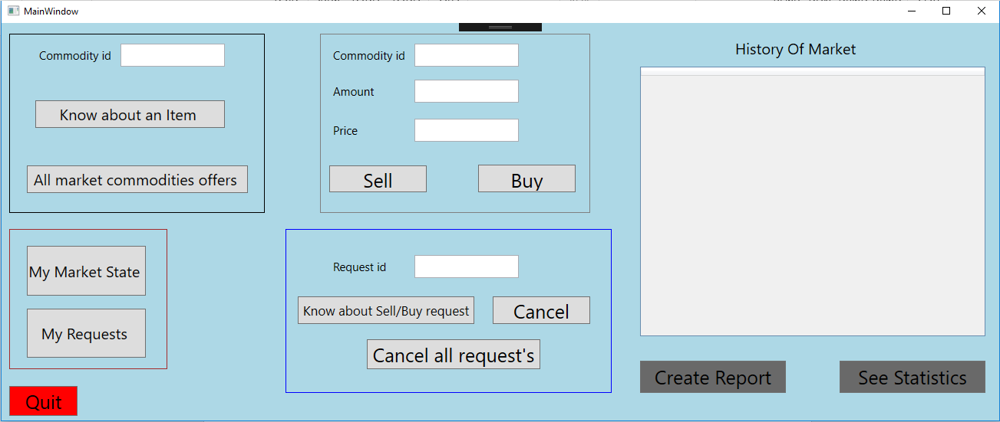 MainWindow
Commodity id
Know about an Item
All market commodities offers
Commodity id
Amount
Price
Sell
Buy
History Of Market
My Market State
My Requests
Request id
Know about Sell/Buy request
Cancel
Cancel all request's
Create Report
See Statistics
Quit